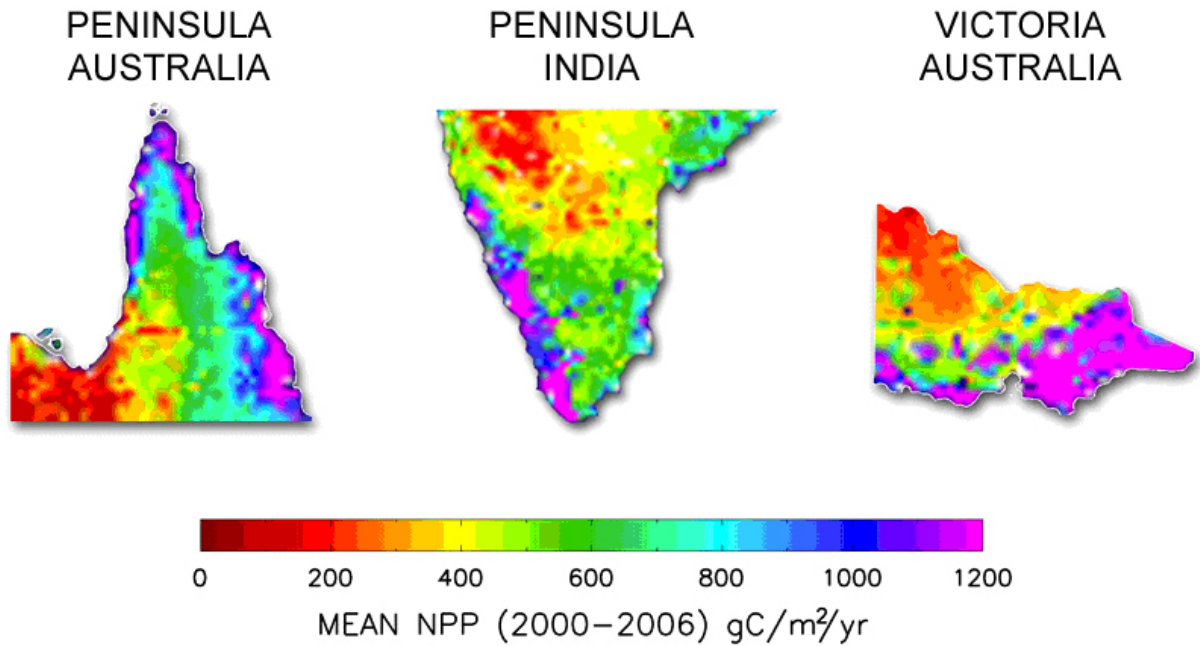 PENINSULA
AUSTRALIA
PENINSULA
INDIA
VICTORIA
AUSTRALIA
0 200 400 600 800 1000 1200
MEAN NPP (2000−2006) gC/m²/yr